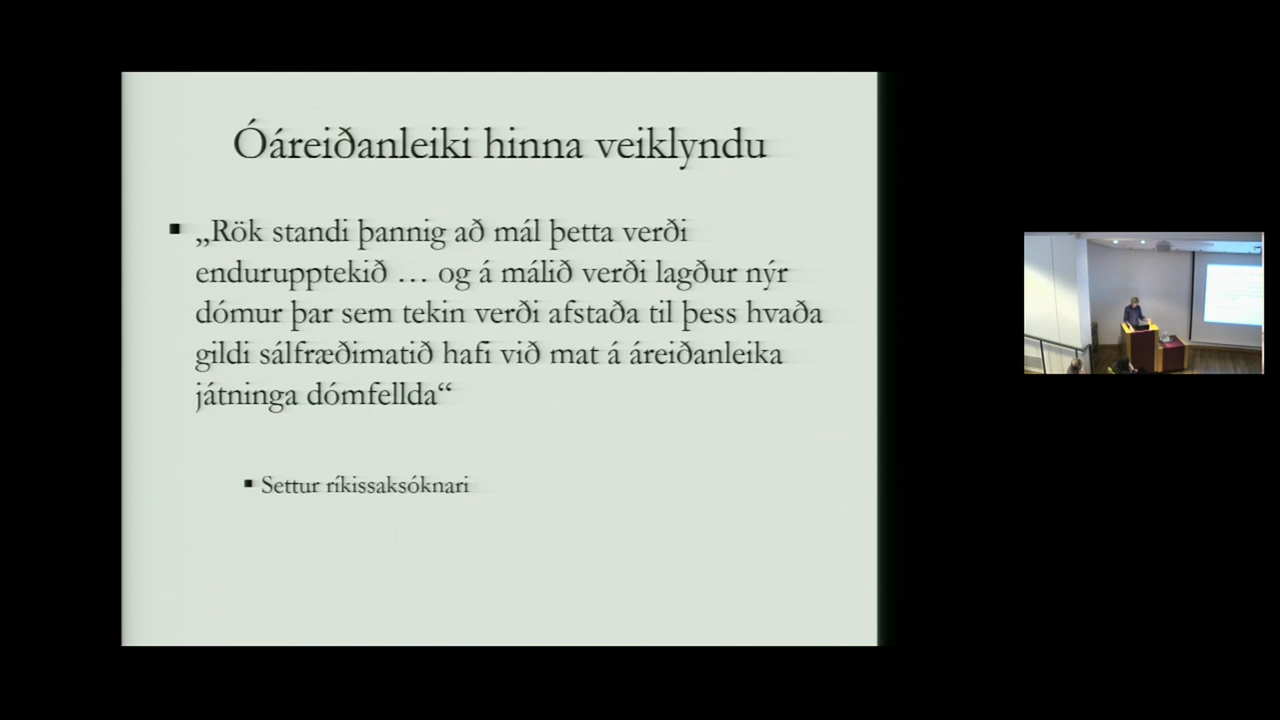 Óáreiðanleiki hinna veiklyndu
▪ „Rök standi þannig að mál þetta verði
endurupptekið … og á málið verði lagður nýr
dómur þar sem tekin verði afstaða til þess hvaða
gildi sálfræðimatið hafi við mat á áreiðanleika
játninga dómfellda“
▪ Settur ríkissaksóknari